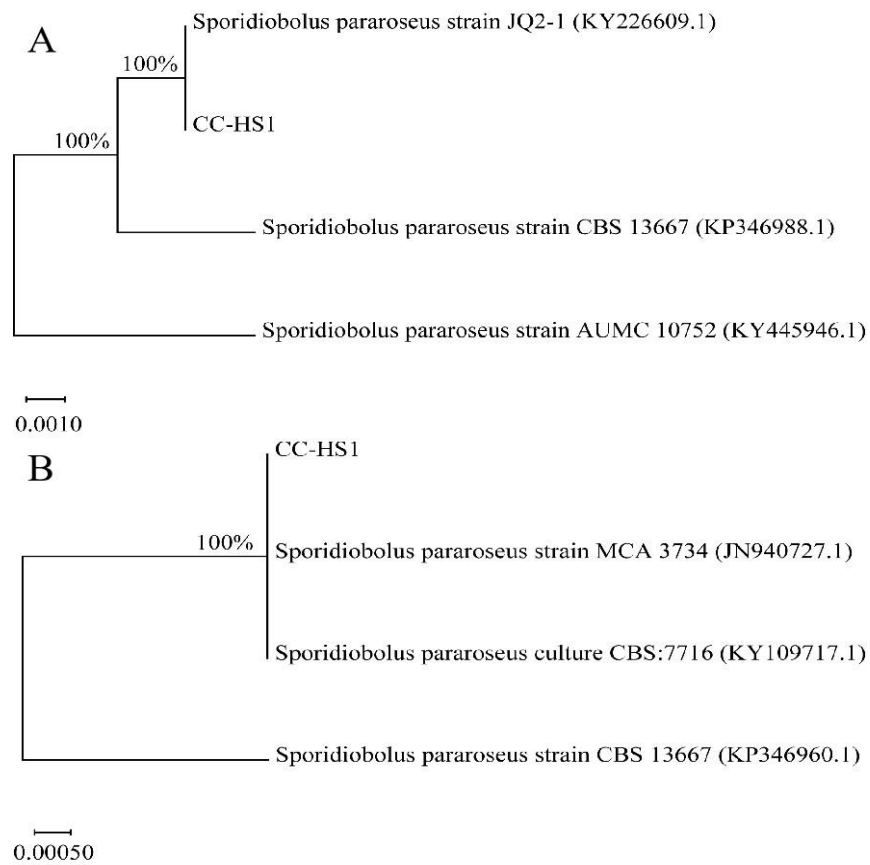 A
Sporidiobolus pararoseus strain JQ2-1 (KY226609.1)
100%
CC-HS1
100%
Sporidiobolus pararoseus strain CBS 13667 (KP346988.1)
Sporidiobolus pararoseus strain AUMC 10752 (KY445946.1)
0.0010
B
CC-HS1
100%
Sporidiobolus pararoseus strain MCA 3734 (JN940727.1)
Sporidiobolus pararoseus culture CBS:7716 (KY109717.1)
Sporidiobolus pararoseus strain CBS 13667 (KP346960.1)
0.00050